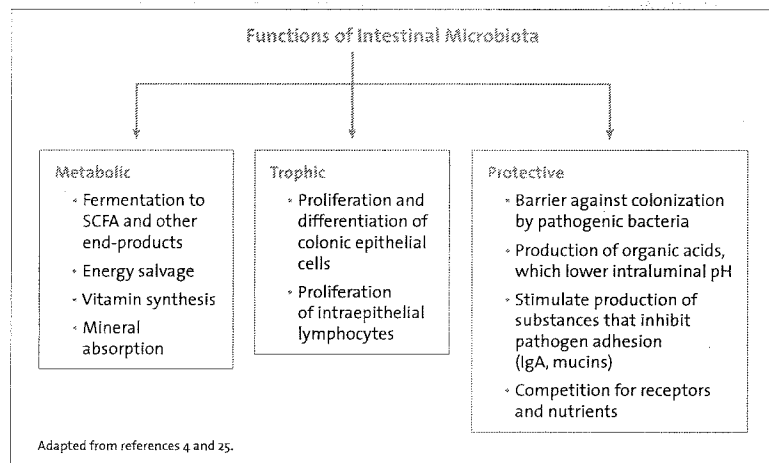 Functions of Intestinal Microbiota
Metabolic
• Fermentation to
SCFA and other
end-products
• Energy salvage
• Vitamin synthesis
• Mineral
absorption
Trophic
• Proliferation and
differentiation of
colonic epithelial
cells
• Proliferation
of intraepithelial
lymphocytes
Protective
• Barrier against colonization
by pathogenic bacteria
• Production of organic acids,
which lower intraluminal pH
• Stimulate production of
substances that inhibit
pathogen adhesion
(IgA, mucins)
• Competition for receptors
and nutrients
Adapted from references 4 and 25.